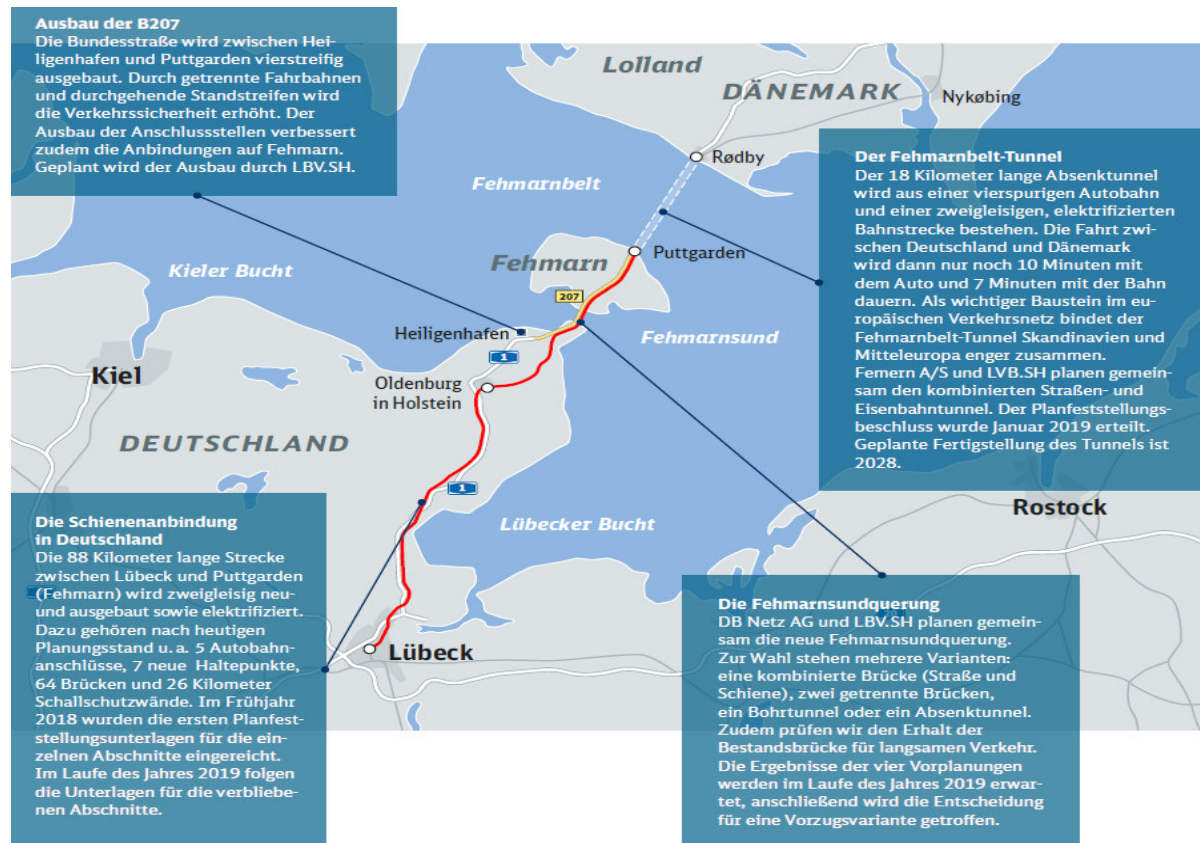 Ausbau der B207
Die Bundesstraße wird zwischen Hei-
ligenhafen und Puttgarden vierstreifig
ausgebaut. Durch getrennte Fahrbahnen
und durchgehende Standstreifen wird
die Verkehrssicherheit erhöht. Der
Ausbau der Anschlussstellen verbessert
zudem die Anbindungen auf Fehmarn.
Geplant wird der Ausbau durch LBV.SH.
Lolland
DÄNEMARK
Nykøbing
Rødby
Fehmarnbelt
Puttgarden
Fehmarn
Kieler Bucht
207
Heiligenhafen
Fehmarnsund
1
Kiel
Oldenburg
in Holstein
DEUTSCHLAND
1
Lübecker Bucht
Rostock
Lübeck
Der Fehmarnbelt-Tunnel
Der 18 Kilometer lange Absenktunnel
wird aus einer vierspurigen Autobahn
und einer zweigleisigen, elektrifizierten
Bahnstrecke bestehen. Die Fahrt zwi-
schen Deutschland und Dänemark
wird dann nur noch 10 Minuten mit
dem Auto und 7 Minuten mit der Bahn
dauern. Als wichtiger Baustein im eu-
ropäischen Verkehrsnetz bindet der
Fehmarnbelt-Tunnel Skandinavien und
Mitteleuropa enger zusammen.
Femern A/S und LVB.SH planen gemein-
sam den kombinierten Straßen- und
Eisenbahntunnel. Der Planfeststellungs-
beschluss wurde Januar 2019 erteilt.
Geplante Fertigstellung des Tunnels ist
2028.
Die Schienenanbindung
in Deutschland
Die 88 Kilometer lange Strecke
zwischen Lübeck und Puttgarden
(Fehmarn) wird zweigleisig neu-
und ausgebaut sowie elektrifiziert.
Dazu gehören nach heutigen
Planungsstand u. a. 5 Autobahn-
anschlüsse, 7 neue Haltepunkte,
64 Brücken und 26 Kilometer
Schallschutzwände. Im Frühjahr
2018 wurden die ersten Planfest-
stellungsunterlagen für die ein-
zelnen Abschnitte eingereicht.
Im Laufe des Jahres 2019 folgen
die Unterlagen für die verbliebe-
nen Abschnitte.
Die Fehmarnsundquerung
DB Netz AG und LBV.SH planen gemein-
sam die neue Fehmarnsundquerung.
Zur Wahl stehen mehrere Varianten:
eine kombinierte Brücke (Straße und
Schiene), zwei getrennte Brücken,
ein Bohrtunnel oder ein Absenktunnel.
Zudem prüfen wir den Erhalt der
Bestandsbrücke für langsamen Verkehr.
Die Ergebnisse der vier Vorplanungen
werden im Laufe des Jahres 2019 erwar-
tet, anschließend wird die Entscheidung
für eine Vorzugsvariante getroffen.